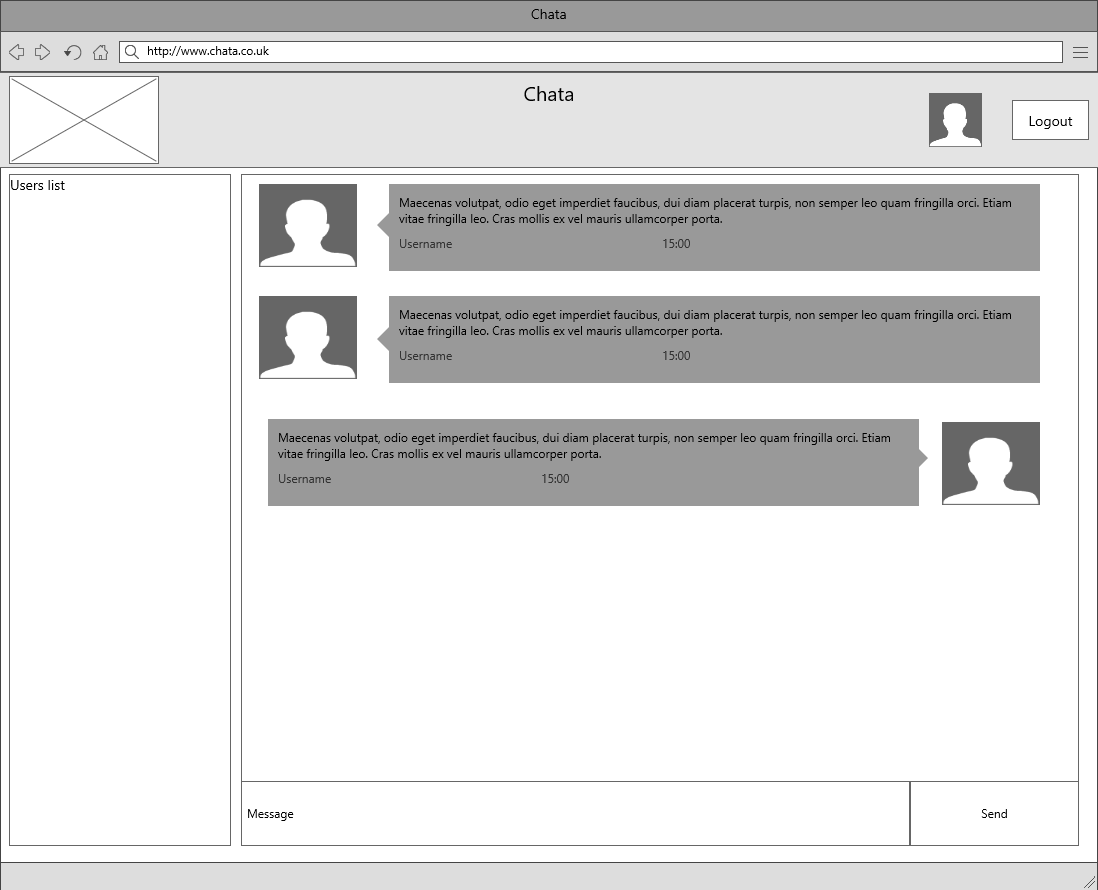 Chata
http://www.chata.co.uk
Chata
Logout
Users list
Maecenas volutpat, odio eget imperdiet faucibus, dui diam placerat turpis, non semper leo quam fringilla orci. Etiam
vitae fringilla leo. Cras mollis ex vel mauris ullamcorper porta.
Username 15:00
Maecenas volutpat, odio eget imperdiet faucibus, dui diam placerat turpis, non semper leo quam fringilla orci. Etiam
vitae fringilla leo. Cras mollis ex vel mauris ullamcorper porta.
Username 15:00
Maecenas volutpat, odio eget imperdiet faucibus, dui diam placerat turpis, non semper leo quam fringilla orci. Etiam
vitae fringilla leo. Cras mollis ex vel mauris ullamcorper porta.
Username 15:00
Message
Send